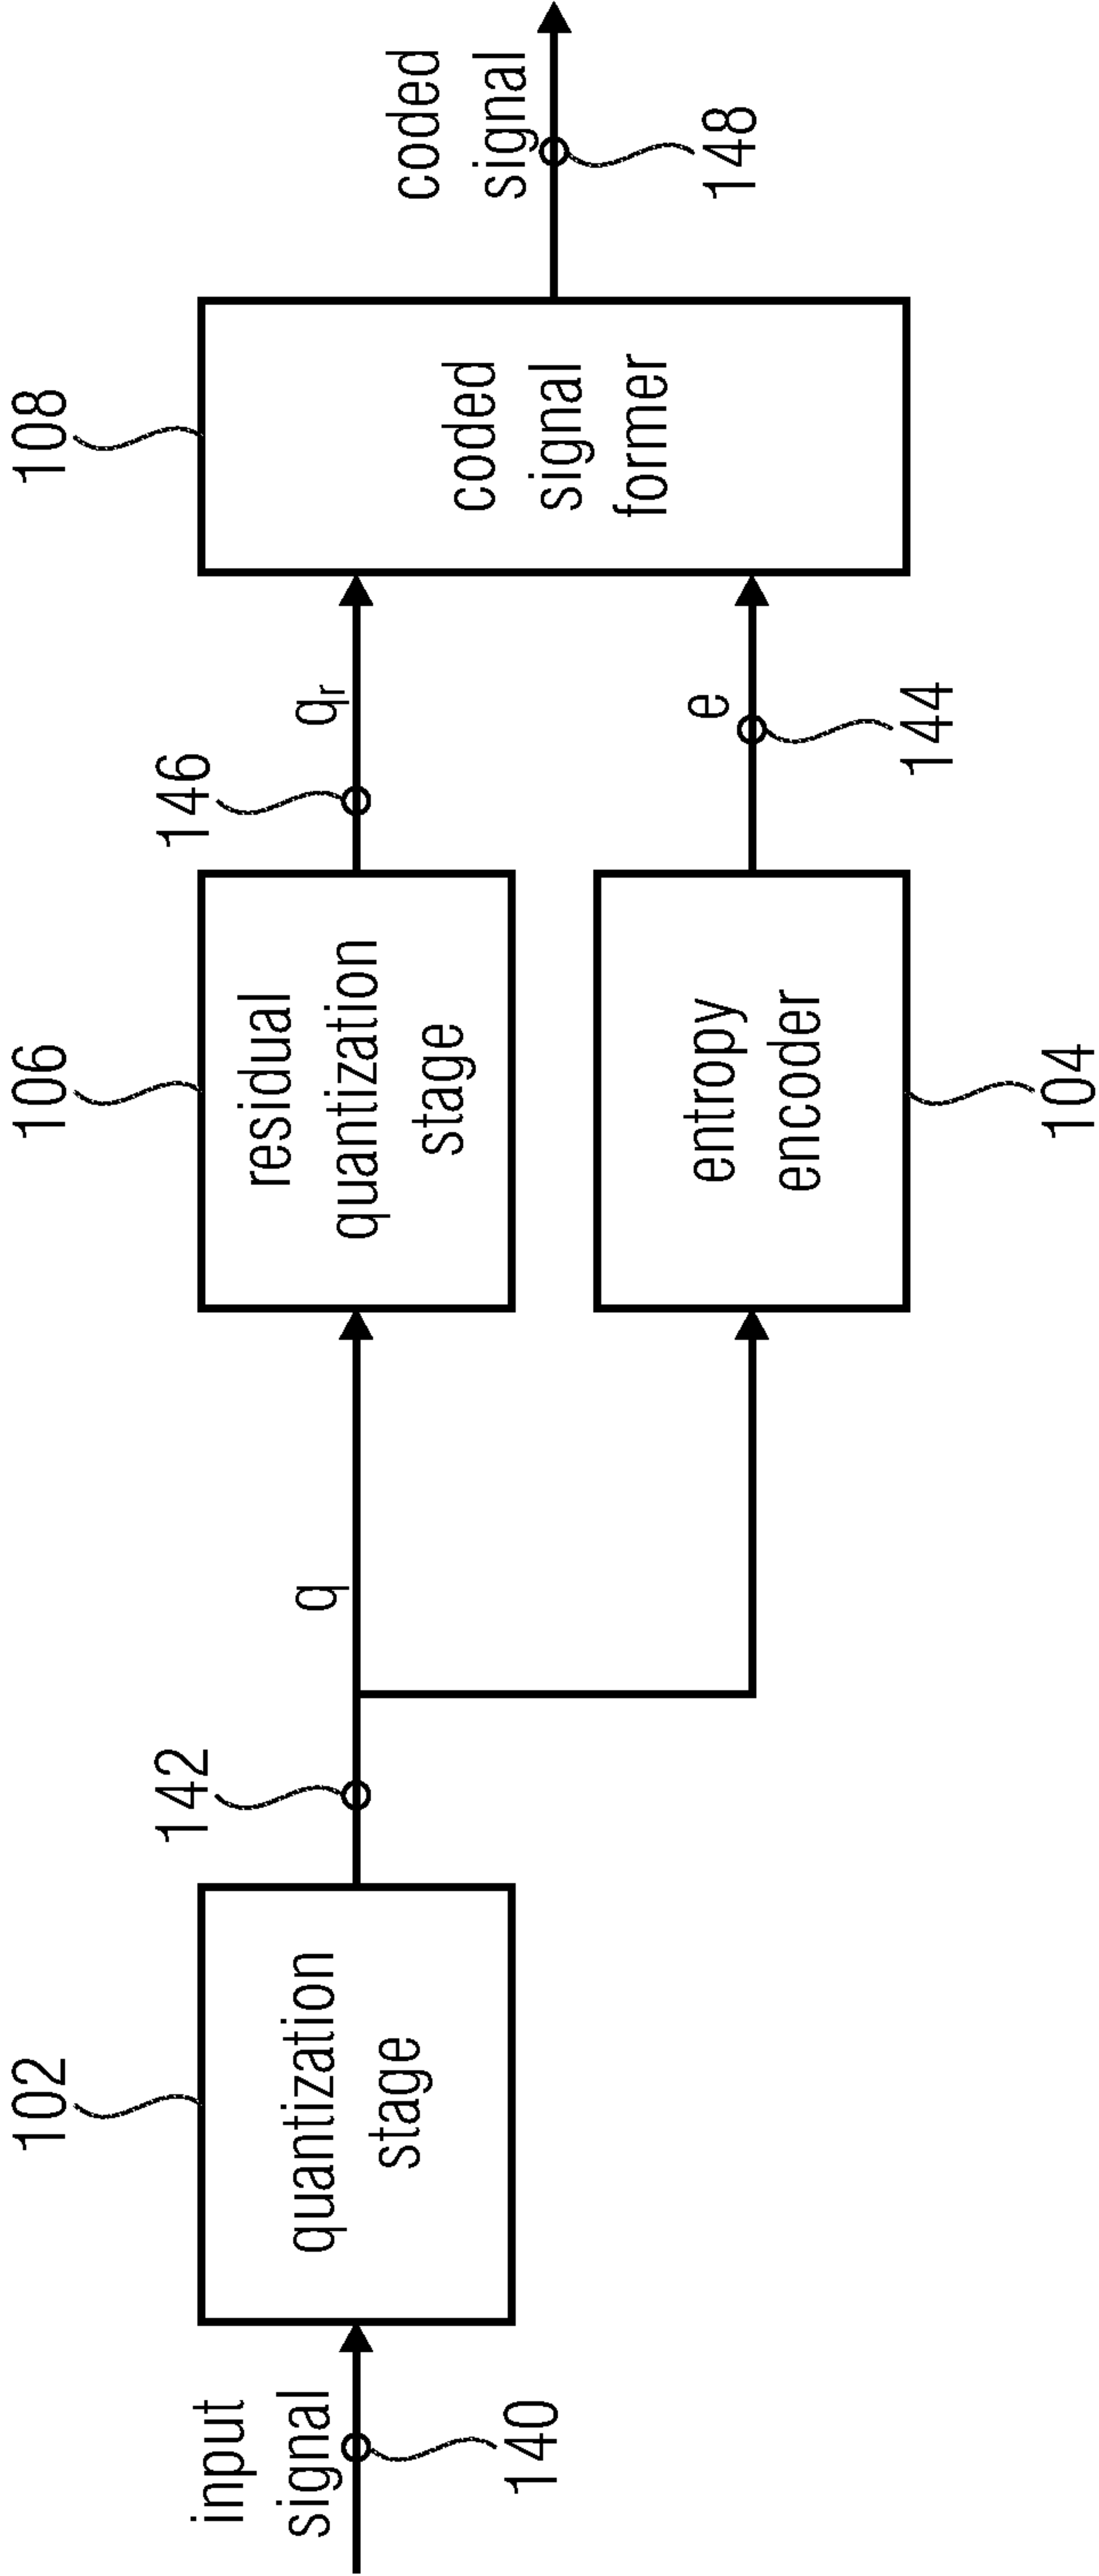 input
signal
140
102
quantization
stage
142
q
106
residual
quantization
stage
146
qr
entropy
encoder
104
e
144
108
coded
signal
former
coded
signal
148